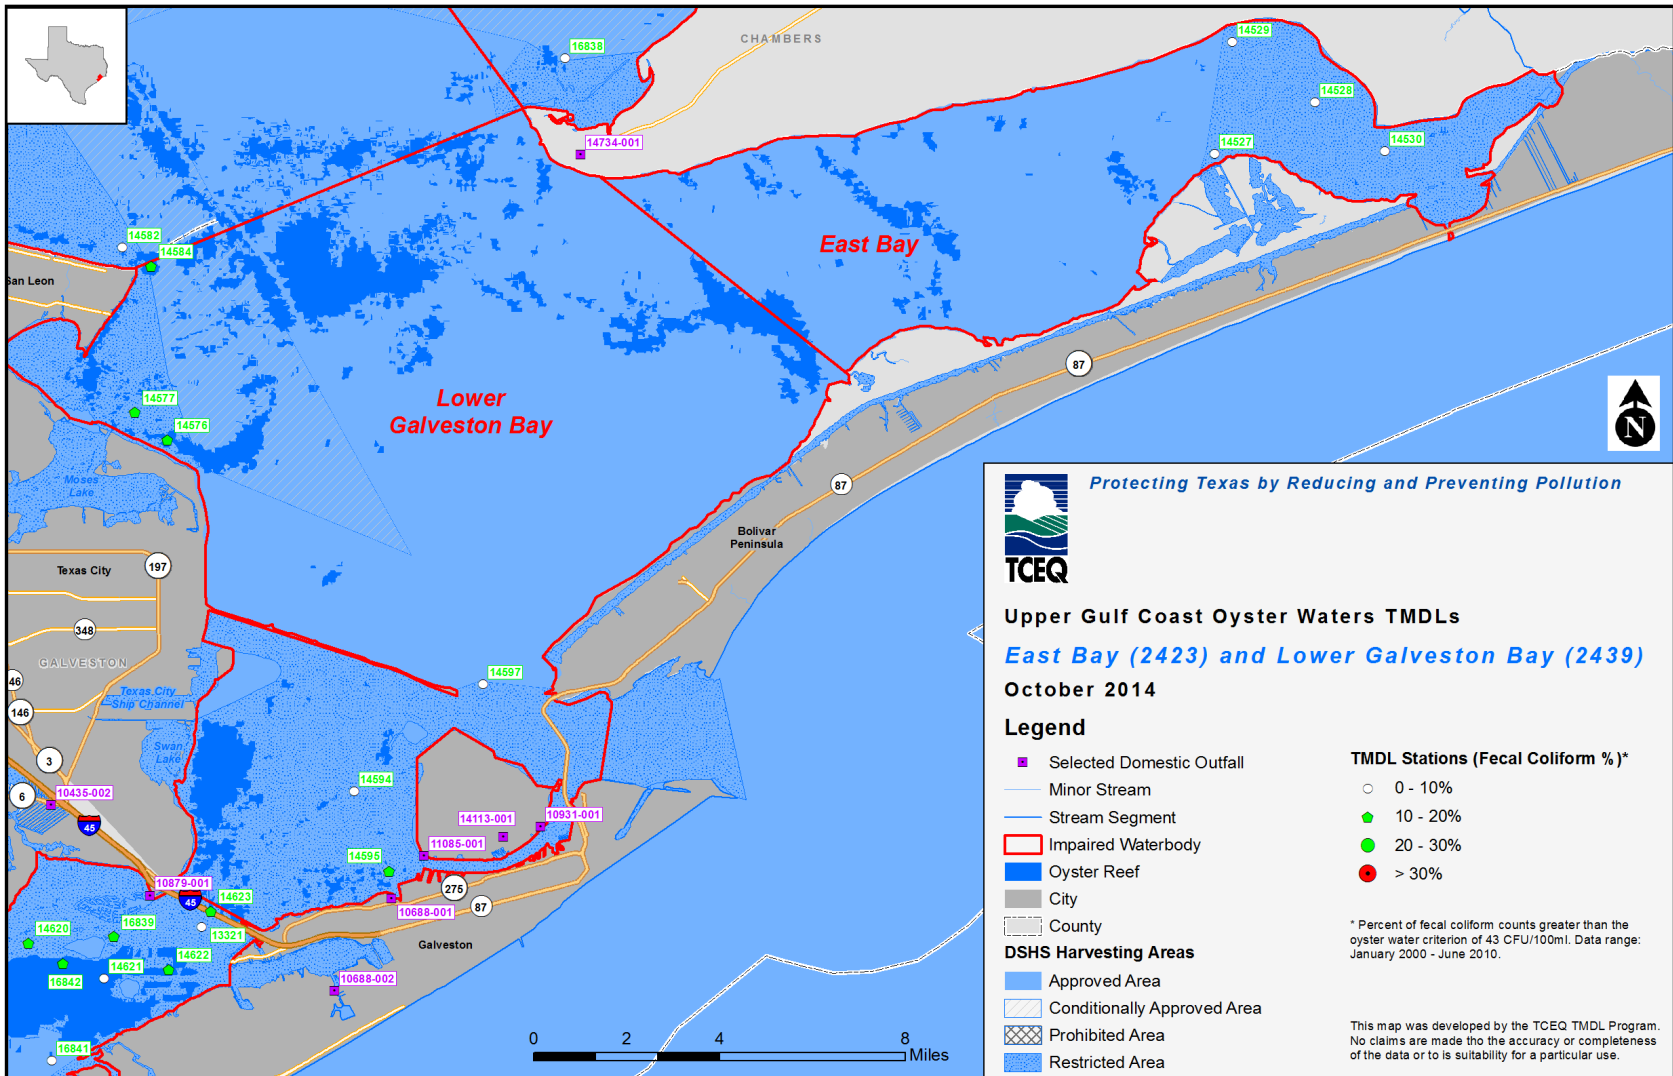 CHAMBERS
16838
14529
14528
14527
14530
14734-001
14582
14584
San Leon
East Bay
Lower
Galveston Bay
14577
14576
87
87
Moses
Lake
Bolivar
Peninsula
Texas City
197
348
GALVESTON
46
146
Texas City
Ship Channel
Swan
Lake
3
6
10435-002
45
14597
14594
14113-001
10931-001
11085-001
14595
10879-001
45
14623
275
87
10688-001
14620
16839
13321
14622
14621
16842
Galveston
10688-002
16841
0 2 4 8
Miles
N
Protecting Texas by Reducing and Preventing Pollution
TCEQ
Upper Gulf Coast Oyster Waters TMDLs
East Bay (2423) and Lower Galveston Bay (2439)
October 2014
Legend
Selected Domestic Outfall
Minor Stream
Stream Segment
Impaired Waterbody
Oyster Reef
City
County
DSHS Harvesting Areas
Approved Area
Conditionally Approved Area
Prohibited Area
Restricted Area
TMDL Stations (Fecal Coliform %)*
0 - 10%
10 - 20%
20 - 30%
> 30%
* Percent of fecal coliform counts greater than the
oyster water criterion of 43 CFU/100ml. Data range:
January 2000 - June 2010.
This map was developed by the TCEQ TMDL Program.
No claims are made tho the accuracy or completeness
of the data or to is suitability for a particular use.